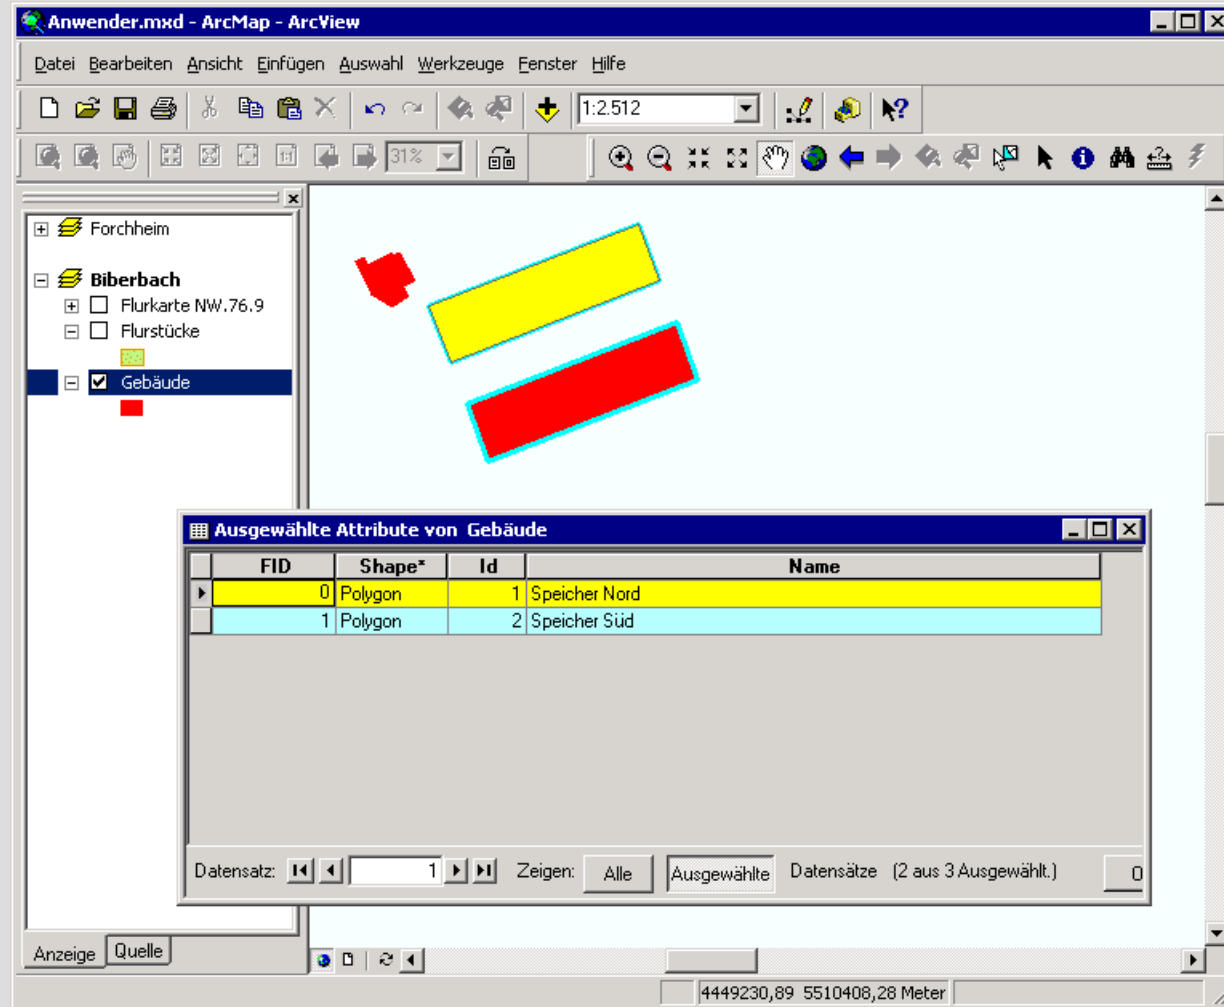 Anwender.mxd - ArcMap - ArcView
Datei Bearbeiten Ansicht Einfügen Auswahl Werkzeuge Fenster Hilfe
1:2.512
1:1 31%
Forchheim
Biberbach
Flurkarte NW.76.9
Flurstücke
Gebäude
Ausgewählte Attribute von Gebäude
FID Shape* Id Name
0 Polygon 1 Speicher Nord
1 Polygon 2 Speicher Süd
Datensatz: 1 Zeigen: Alle Ausgewählte Datensätze (2 aus 3 Ausgewählt.) O
Anzeige Quelle
4449230,89 5510408,28 Meter